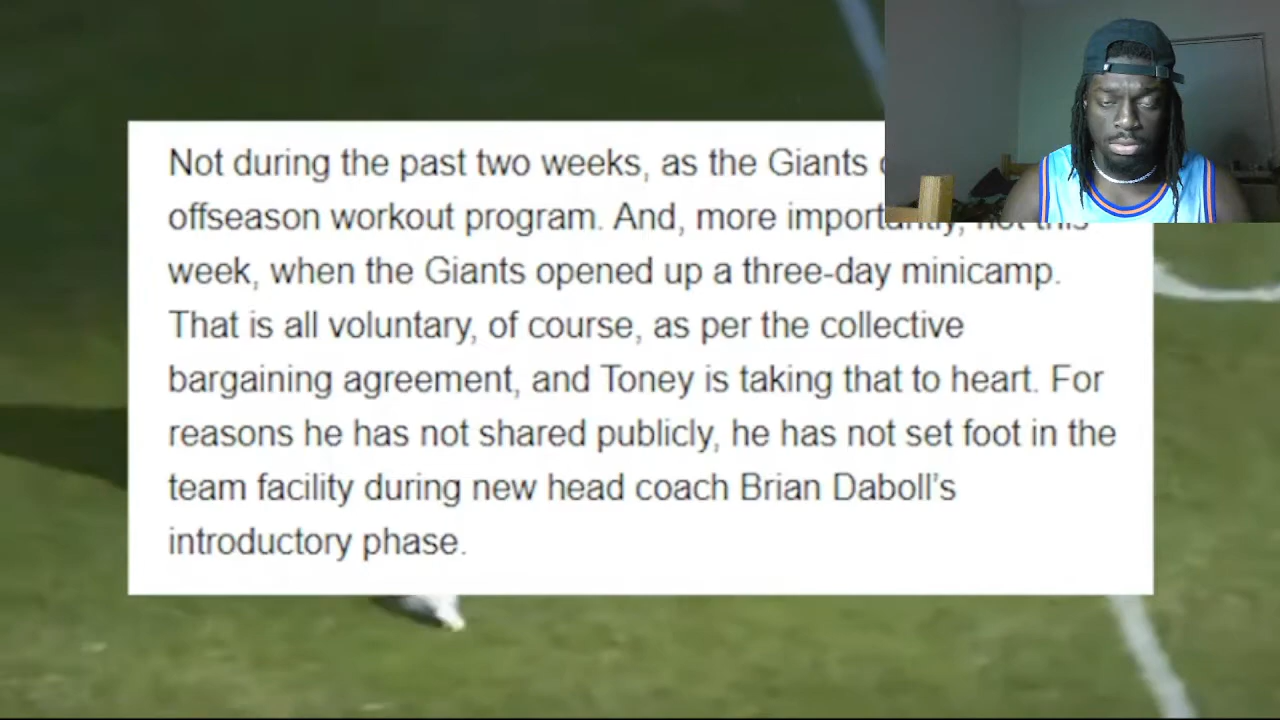 Not during the past two weeks, as the Giants
offseason workout program. And, more importantly, not this
week, when the Giants opened up a three-day minicamp.
That is all voluntary, of course, as per the collective
bargaining agreement, and Toney is taking that to heart. For
reasons he has not shared publicly, he has not set foot in the
team facility during new head coach Brian Daboll's
introductory phase.